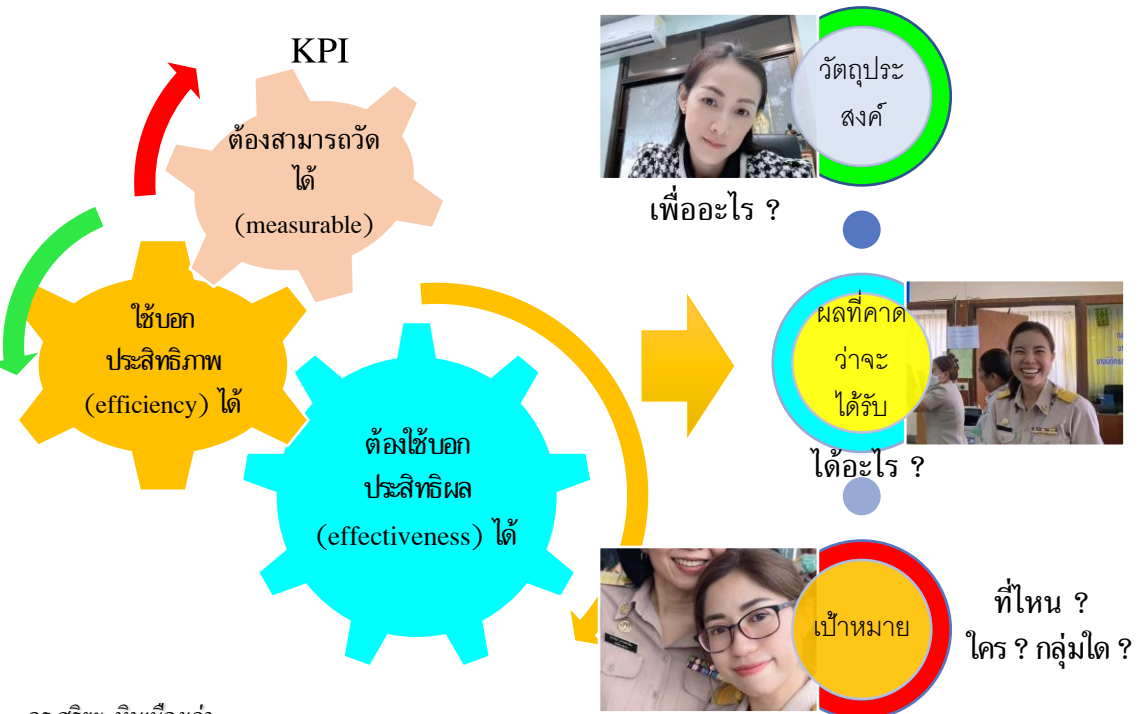 KPI
ต้องสามารถวัด
ได้
(measurable)
ใช้บอก
ประสิทธิภาพ
(efficiency) ได้
ต้องใช้บอก
ประสิทธิผล
(effectiveness) ได้
วัตถุประ
สงค์
เพื่ออะไร ?
ผลที่คาด
ว่าจะ
ได้รับ
ได้อะไร ?
เป้าหมาย
ที่ไหน ?
ใคร ? กลุ่มใด ?